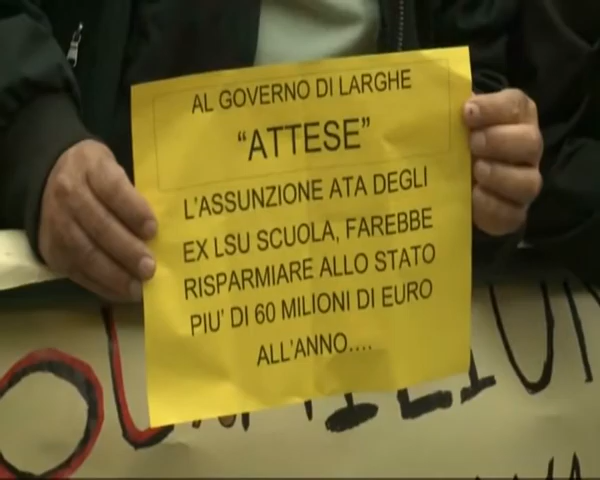 AL GOVERNO DI LARGHE
“ATTESE”
L’ASSUNZIONE ATA DEGLI
EX LSU SCUOLA, FAREBBE
RISPARMIARE ALLO STATO
PIU’ DI 60 MILIONI DI EURO
ALL’ANNO....